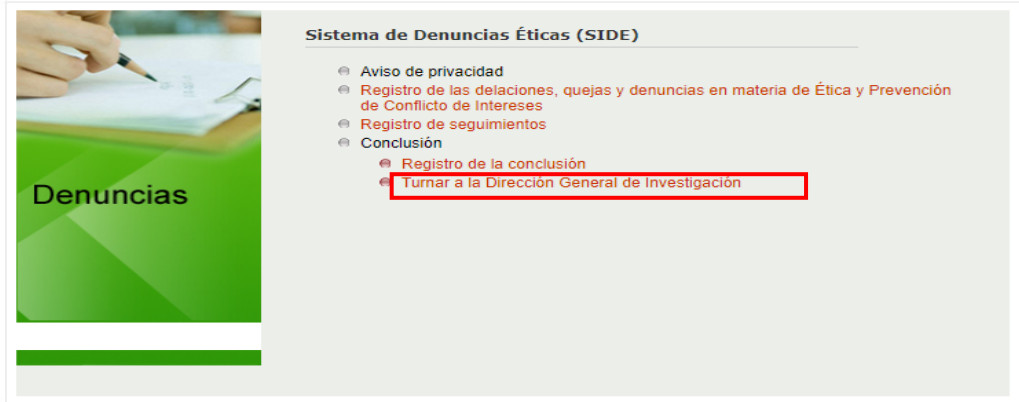 Sistema de Denuncias Éticas (SIDE)
Aviso de privacidad
Registro de las delaciones, quejas y denuncias en materia de Ética y Prevención
de Conflicto de Intereses
Registro de seguimientos
Conclusión
Registro de la conclusión
Turnar a la Dirección General de Investigación
Denuncias